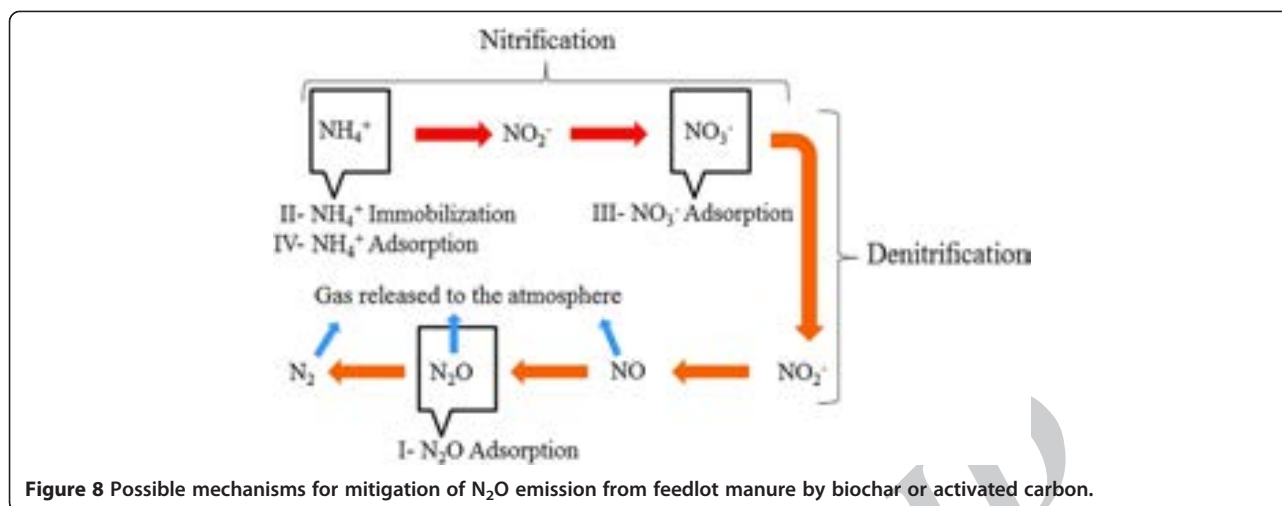 Nitrification
NH₄⁺ NO₂⁻ NO₃⁻
II- NH₄⁺ Immobilization
IV- NH₄⁺ Adsorption
III- NO₃⁻ Adsorption
Denitrification
Gas released to the atmosphere
N₂ N₂O NO NO₂⁻
I- N₂O Adsorption
Figure 8 Possible mechanisms for mitigation of N₂O emission from feedlot manure by biochar or activated carbon.